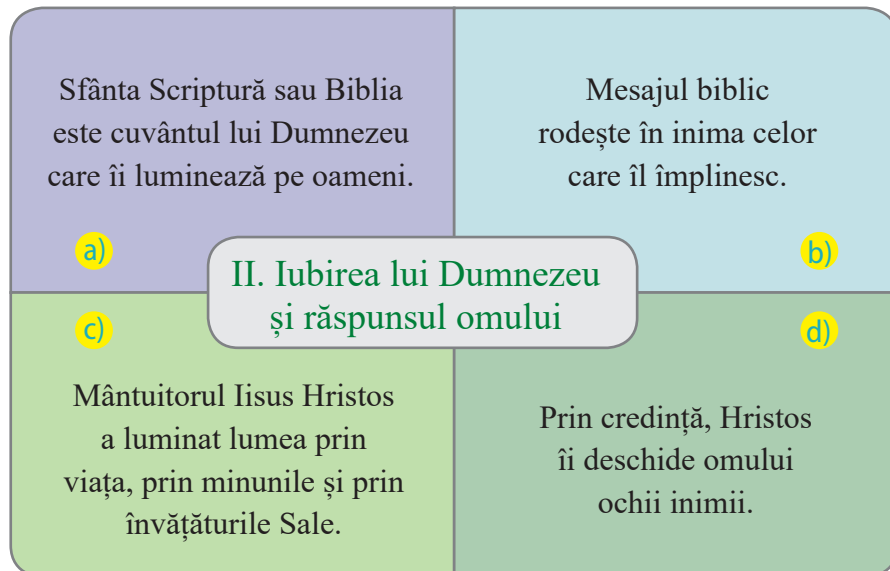 Sfânta Scriptură sau Biblia
este cuvântul lui Dumnezeu
care îi luminează pe oameni.
a)
Mesajul biblic
rodește în inima celor
care îl împlinesc.
b)
II. Iubirea lui Dumnezeu
și răspunsul omului
c)
Mântuitorul Iisus Hristos
a luminat lumea prin
viața, prin minunile și prin
învățăturile Sale.
d)
Prin credință, Hristos
îi deschide omului
ochii inimii.